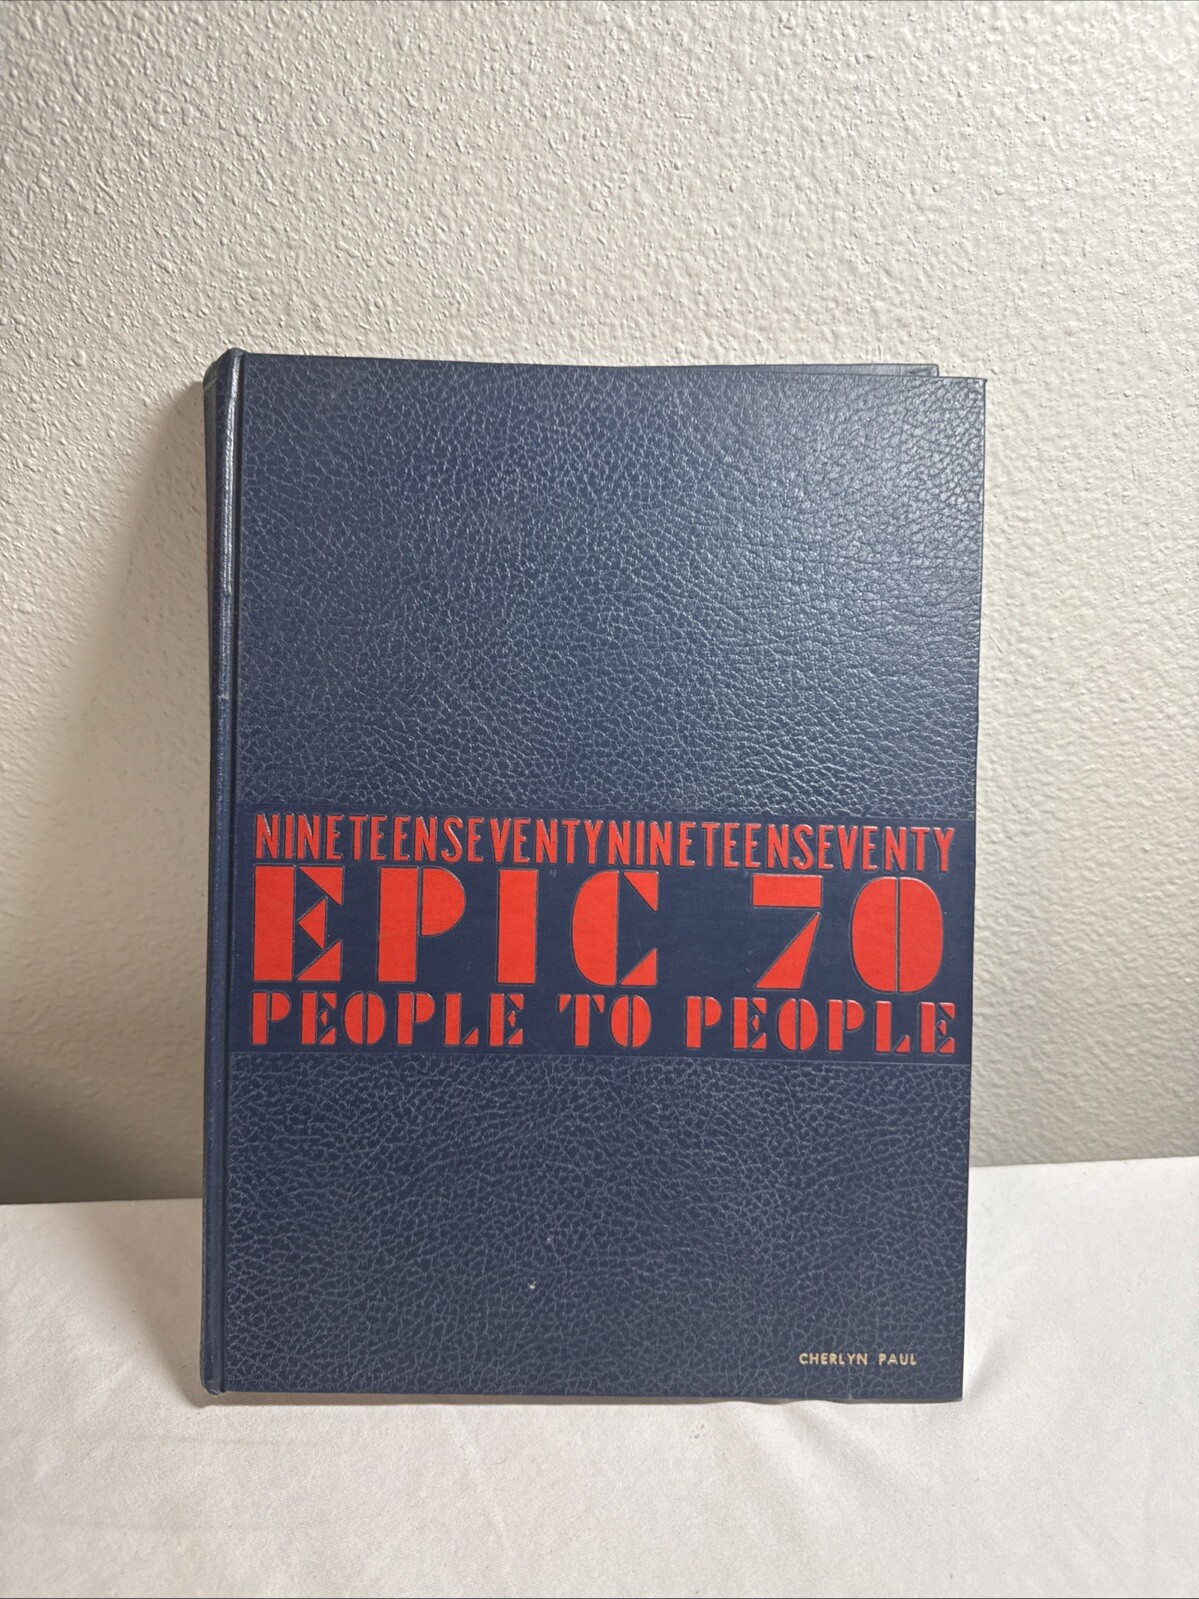 NINETEENSEVENTYNINETEENSEVENTY
EPIC 70
PEOPLE TO PEOPLE
CHERLYN PAUL